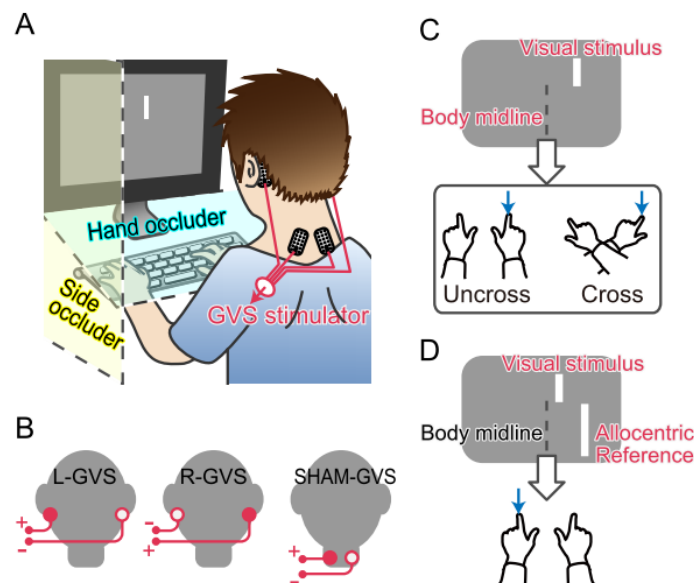 A
Hand occluder
Side
occluder
GVS stimulator
B
L-GVS
R-GVS
SHAM-GVS
+
-
-
+
+
-
C
Visual stimulus
Body midline
Uncross
Cross
D
Visual stimulus
Body midline
Allocentric
Reference